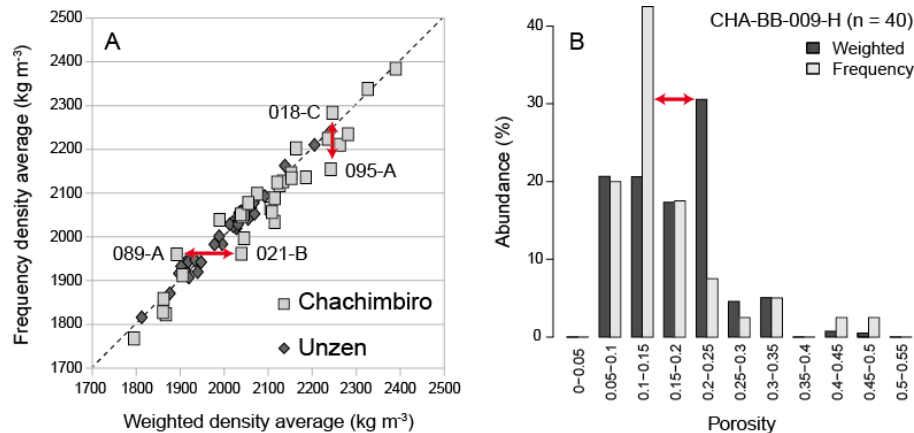 A
Frequency density average (kg m⁻³)
2500
2400
2300
2200
2100
2000
1900
1800
1700
018-C
095-A
089-A
021-B
Chachimbiro
Unzen
1700 1800 1900 2000 2100 2200 2300 2400 2500
Weighted density average (kg m⁻³)
B
CHA-BB-009-H (n = 40)
Weighted
Frequency
Abundance (%)
40
30
20
10
0
0−0.05
0.05−0.1
0.1−0.15
0.15−0.2
0.2−0.25
0.25−0.3
0.3−0.35
0.35−0.4
0.4−0.45
0.45−0.5
0.5−0.55
Porosity